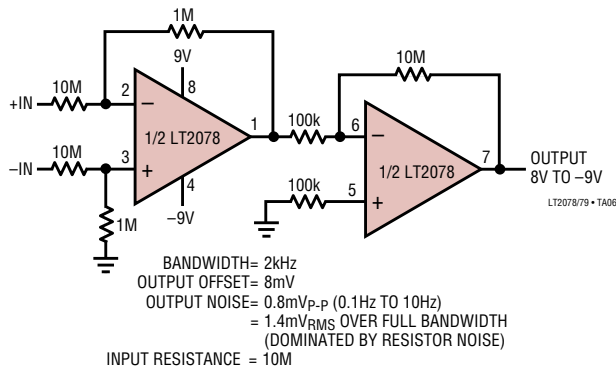 1M
9V
10M
10M
+IN
2
8
−
100k
1
6
−
1/2 LT2078
1/2 LT2078
7
OUTPUT
8V TO −9V
10M
−IN
3
+
4
100k
5
+
LT2078/79 • TA06
1M
−9V
BANDWIDTH= 2kHz
OUTPUT OFFSET= 8mV
OUTPUT NOISE= 0.8mVP-P (0.1Hz TO 10Hz)
= 1.4mVRMS OVER FULL BANDWIDTH
(DOMINATED BY RESISTOR NOISE)
INPUT RESISTANCE = 10M